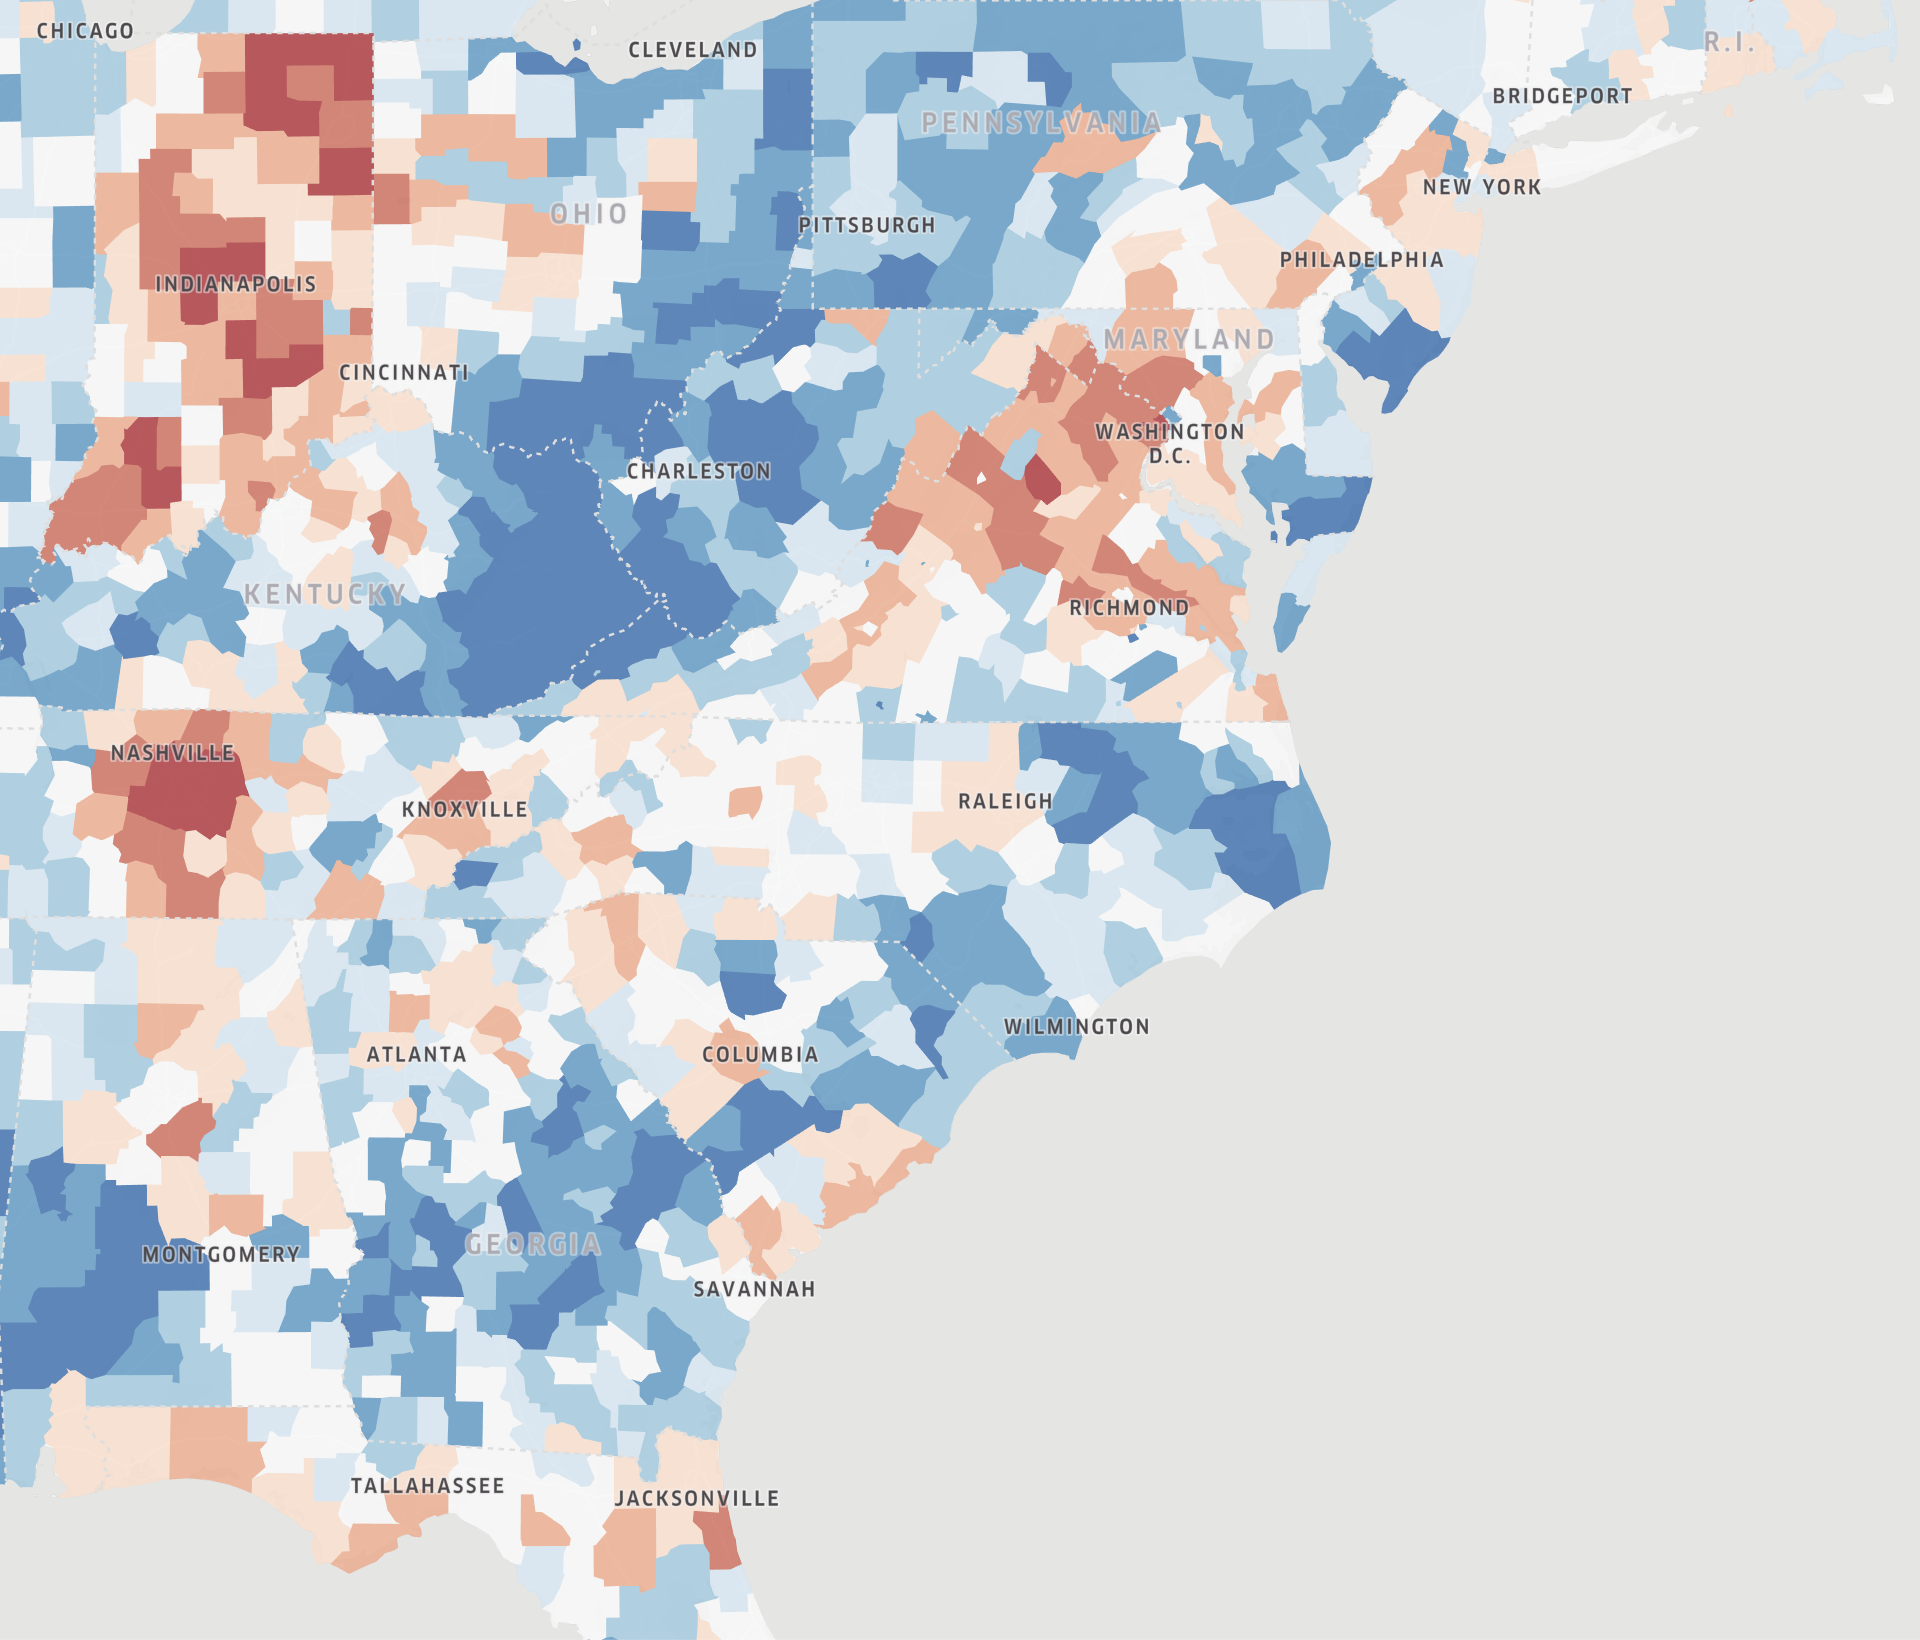 CHICAGO
CLEVELAND
R.I.
BRIDGEPORT
PENNSYLVANIA
NEW YORK
OHIO
PITTSBURGH
PHILADELPHIA
INDIANAPOLIS
MARYLAND
CINCINNATI
WASHINGTON
D.C.
CHARLESTON
KENTUCKY
RICHMOND
NASHVILLE
RALEIGH
KNOXVILLE
WILMINGTON
ATLANTA
COLUMBIA
GEORGIA
MONTGOMERY
SAVANNAH
TALLAHASSEE
JACKSONVILLE